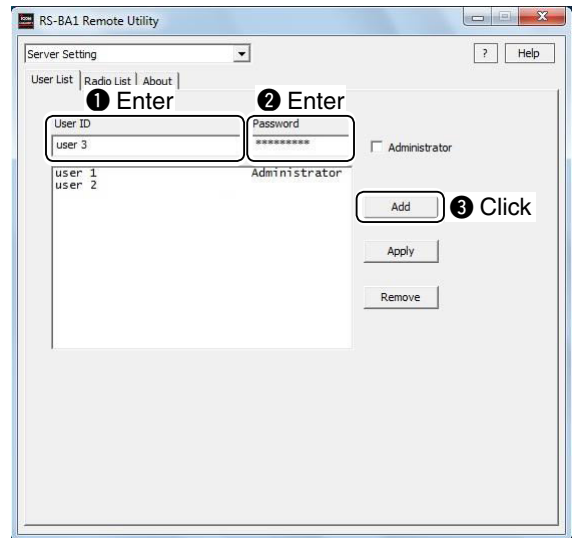 RS-BA1 Remote Utility
Server Setting
? Help
User List Radio List About
❶ Enter ❷ Enter
User ID Password
user 3 ********* Administrator
user 1 Administrator
user 2
Add ❸ Click
Apply
Remove